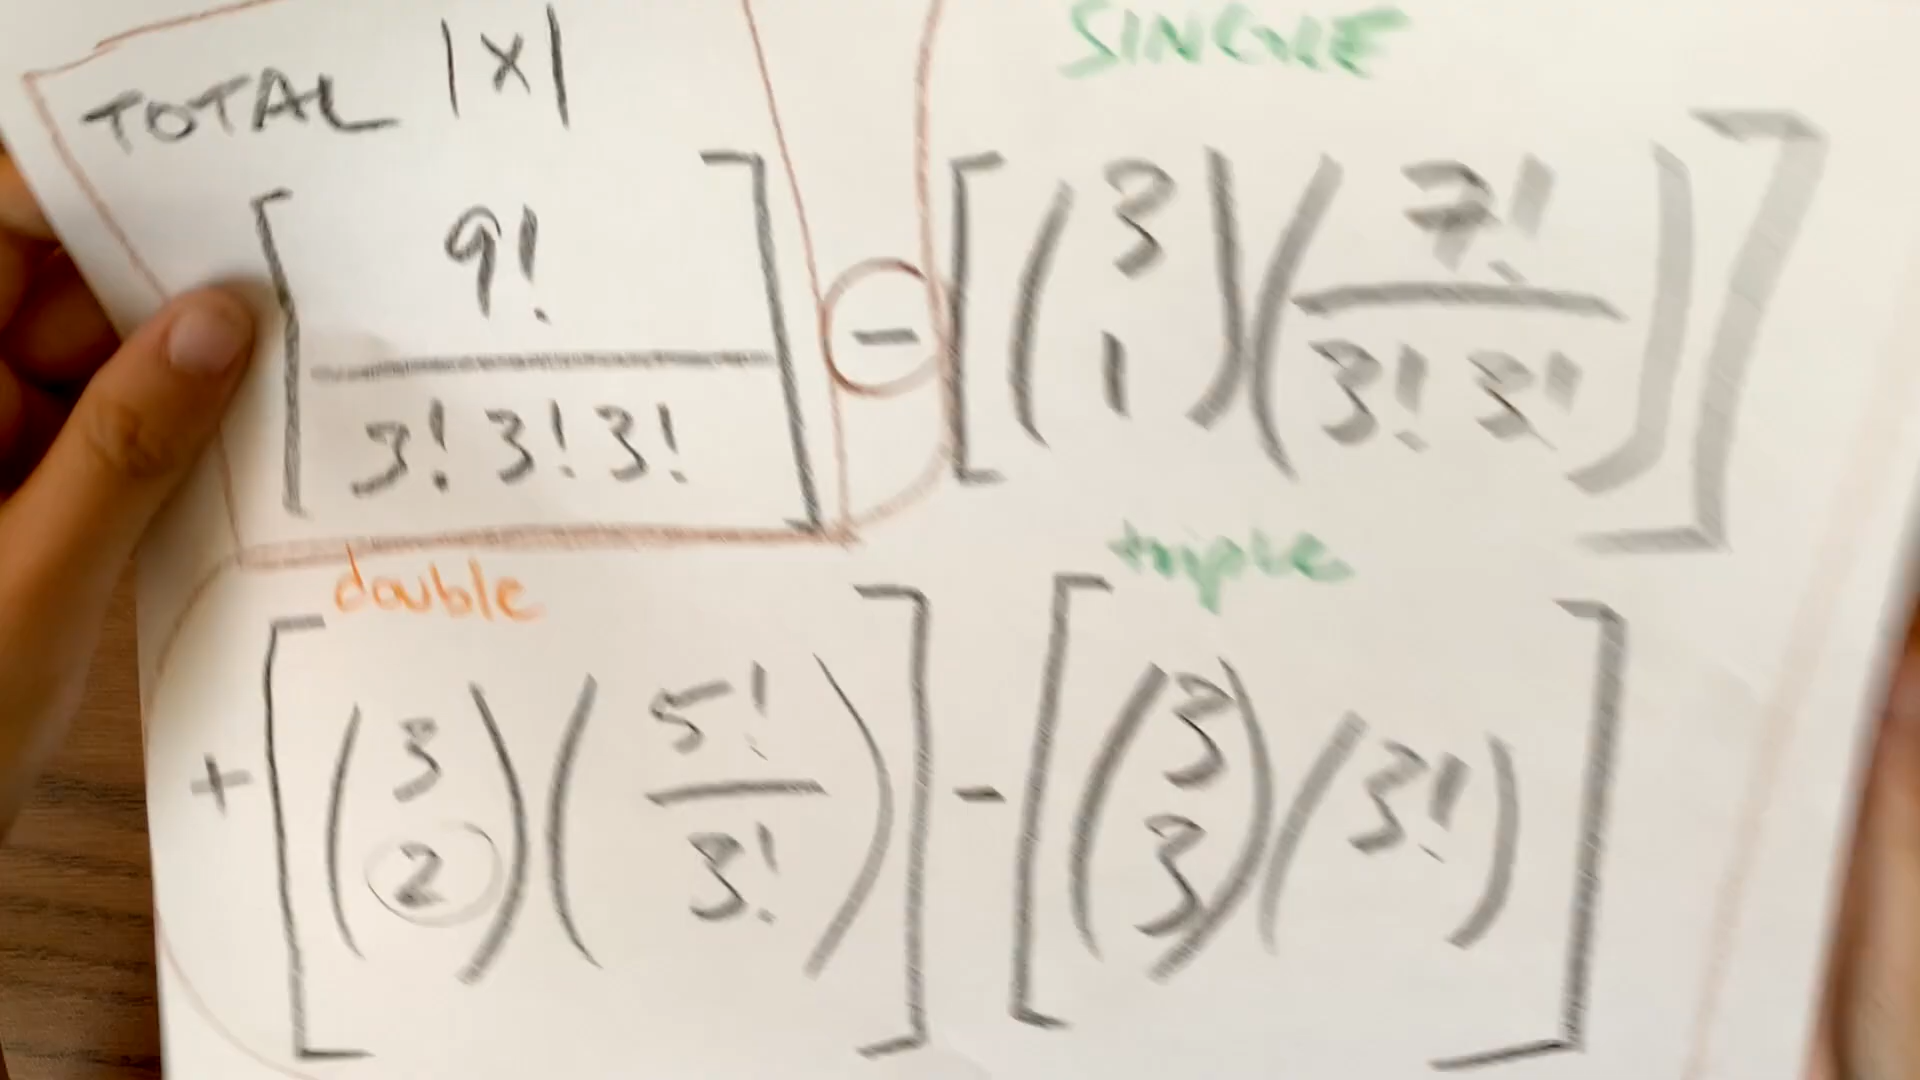 TOTAL |X|
[ 9! / 3! 3! 3! ]
-
SINGLE
[ ( 3 1 ) ( 7! / 3! 3! ) ]
double
+ [ ( 3 2 ) ( 5! / 3! ) ]
-
triple
[ ( 3 3 ) ( 3! ) ]